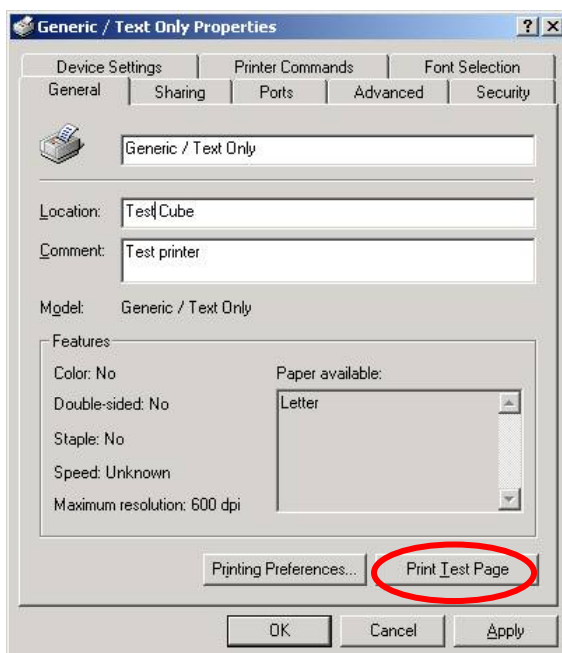 Generic / Text Only Properties
Device Settings Printer Commands Font Selection
General Sharing Ports Advanced Security
Generic / Text Only
Location: Test Cube
Comment: Test printer
Model: Generic / Text Only
Features
Color: No Paper available:
Double-sided: No Letter
Staple: No
Speed: Unknown
Maximum resolution: 600 dpi
Printing Preferences... Print Test Page
OK Cancel Apply